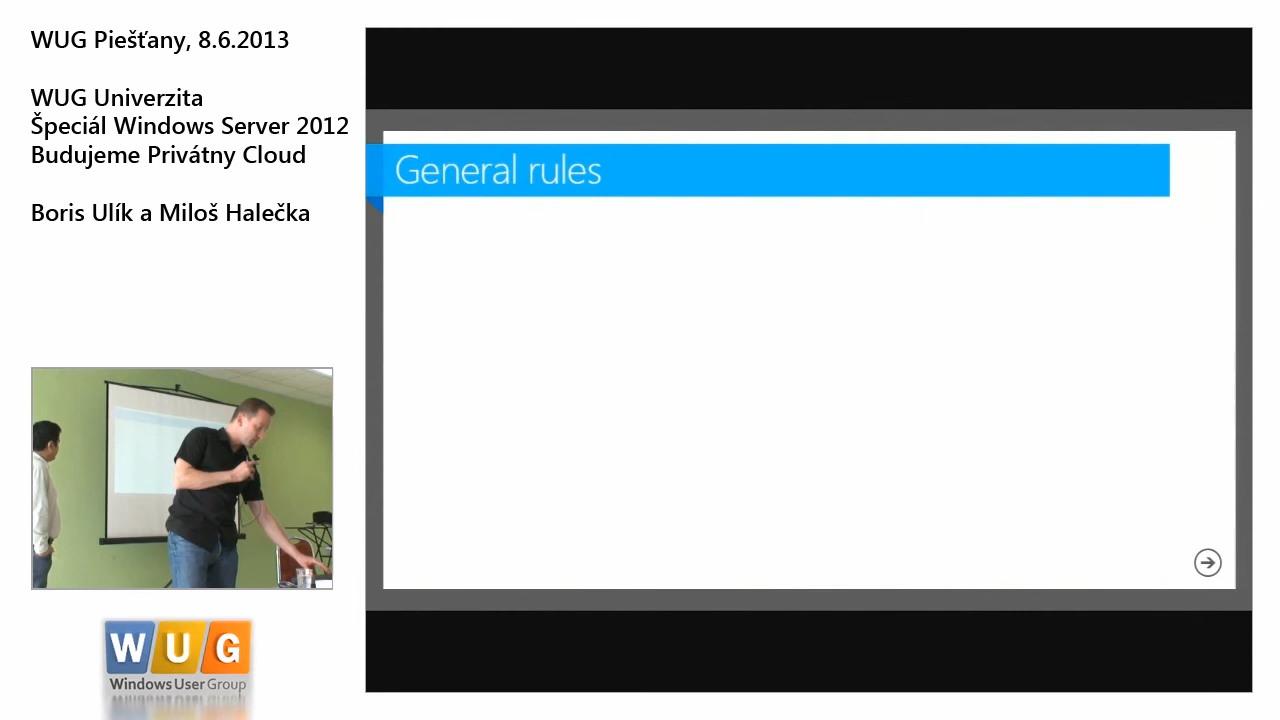 WUG Piešťany, 8.6.2013
WUG Univerzita
Špeciál Windows Server 2012
Budujeme Privátny Cloud
Boris Ulík a Miloš Halečka
General rules
WUG
Windows User Group